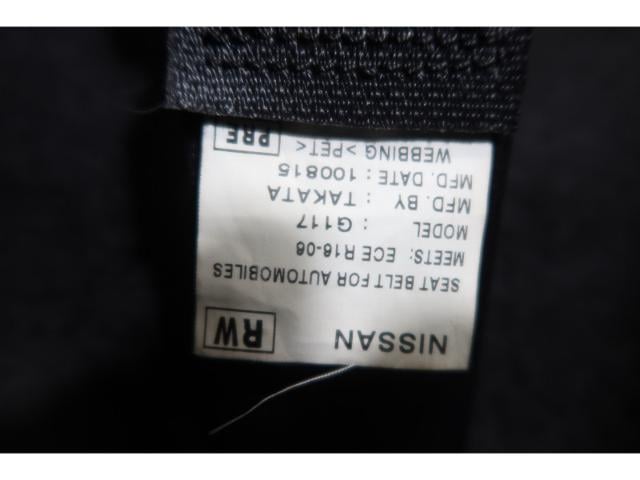 NISSAN RW
SEAT BELT FOR AUTOMOBILES
MEETS: ECE R16-06
MODEL : G117
MFD. BY : TAKATA
MFD. DATE : 100815
WEBBING >PET<
PRE